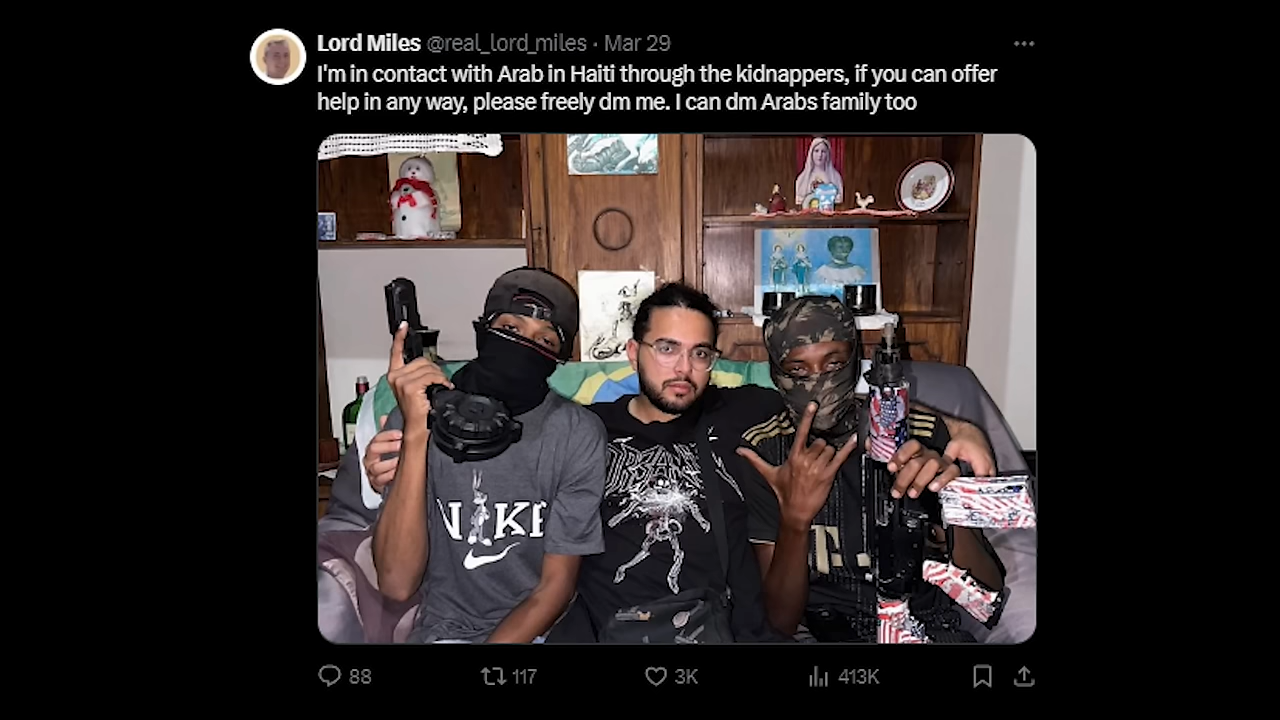 Lord Miles @real_lord_miles · Mar 29
I'm in contact with Arab in Haiti through the kidnappers, if you can offer
help in any way, please freely dm me. I can dm Arabs family too
NIKE
88 117 3K 413K